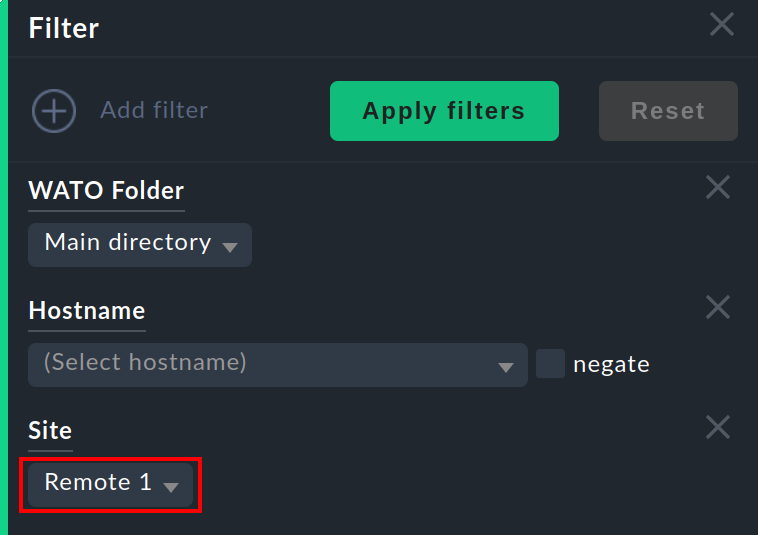 Filter
Add filter Apply filters Reset
WATO Folder
Main directory
Hostname
(Select hostname) negate
Site
Remote 1